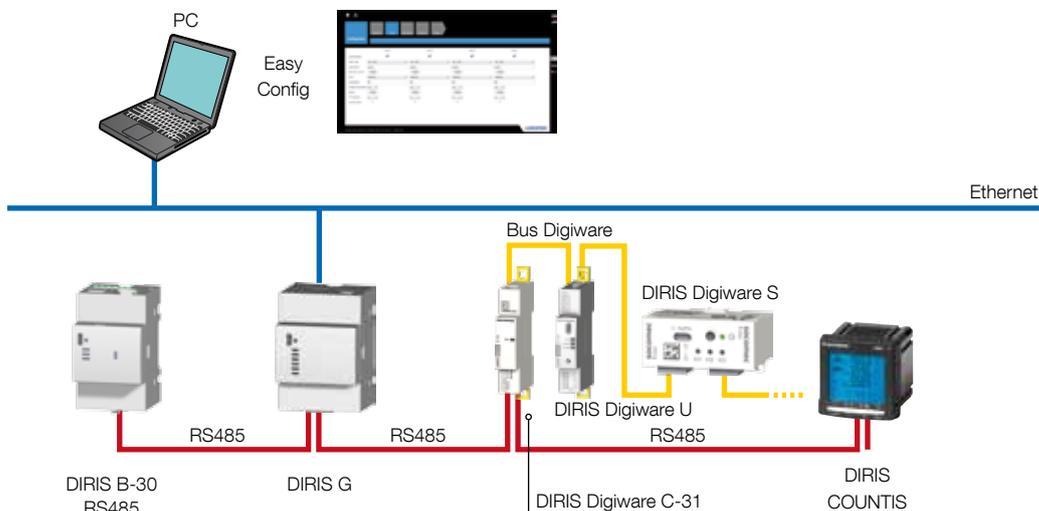 PC
Easy
Config
Ethernet
Bus Digiware
DIRIS Digiware S
DIRIS Digiware U
RS485
RS485
RS485
DIRIS B-30
RS485
DIRIS G
DIRIS Digiware C-31
DIRIS
COUNTIS